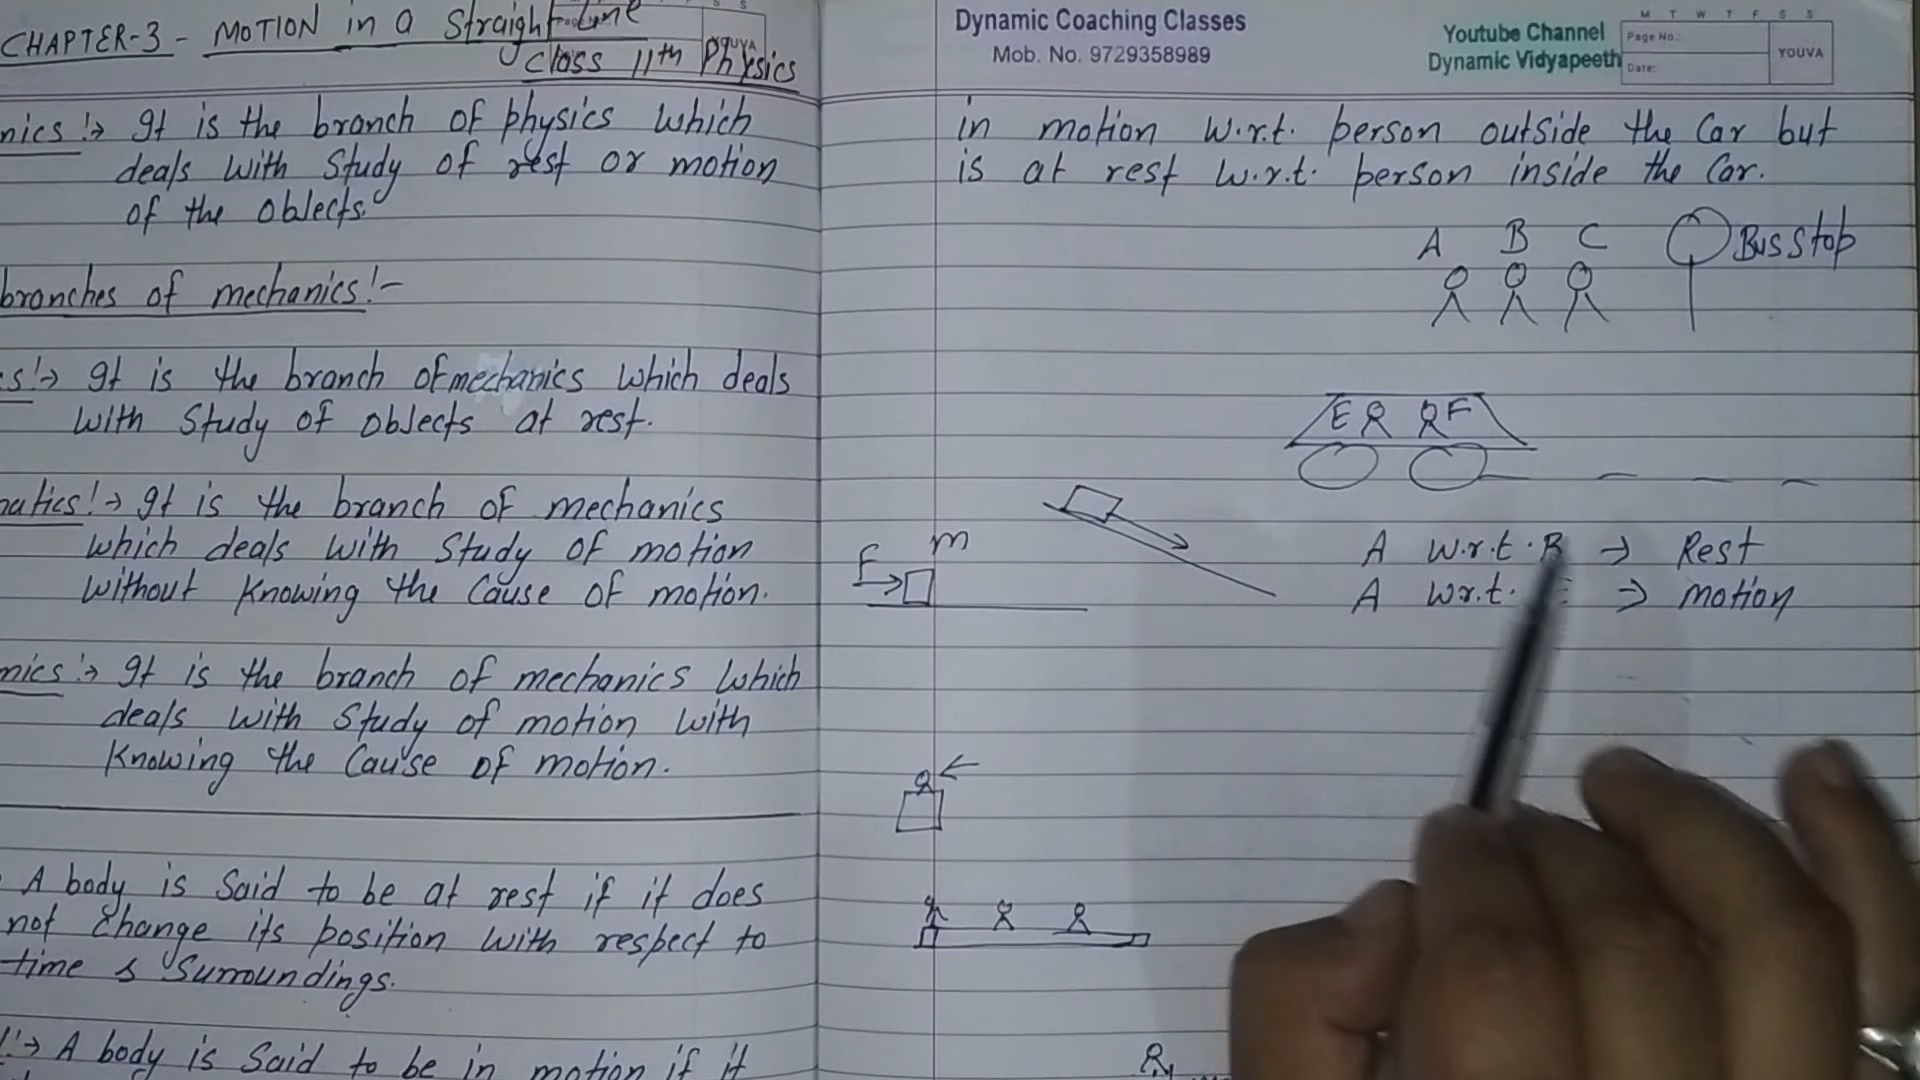 CHAPTER-3 - MOTION in a Straight Line
Class 11th Physics
nics :→ It is the branch of physics which
deals with Study of rest or motion
of the objects.
branches of mechanics :-
cs :→ It is the branch of mechanics which deals
with Study of objects at rest.
matics :→ It is the branch of mechanics
which deals with Study of motion
without Knowing the Cause of motion.
mics :→ It is the branch of mechanics which
deals with Study of motion with
Knowing the Cause of motion.
A body is Said to be at rest if it does
not change its position with respect to
time & Surroundings.
:→ A body is Said to be in motion if it
Dynamic Coaching Classes
Mob. No. 9729358989
Youtube Channel
Dynamic Vidyapeeth
M T W T F S S
Page No.:
Date:
YOUVA
in motion w.r.t. person outside the Car but
is at rest w.r.t. person inside the Car.
A B C Bus Stop
E F
F m
A w.r.t. B → Rest
A w.r.t. → motion